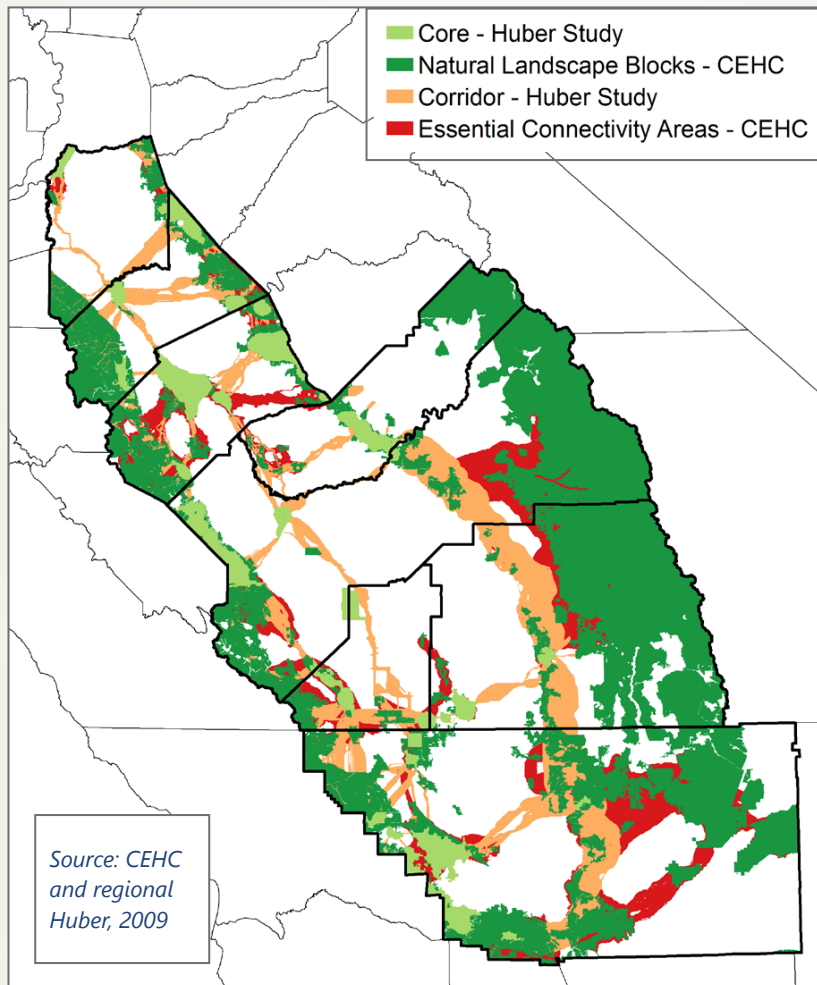 Core - Huber Study
Natural Landscape Blocks - CEHC
Corridor - Huber Study
Essential Connectivity Areas - CEHC
Source: CEHC
and regional
Huber, 2009